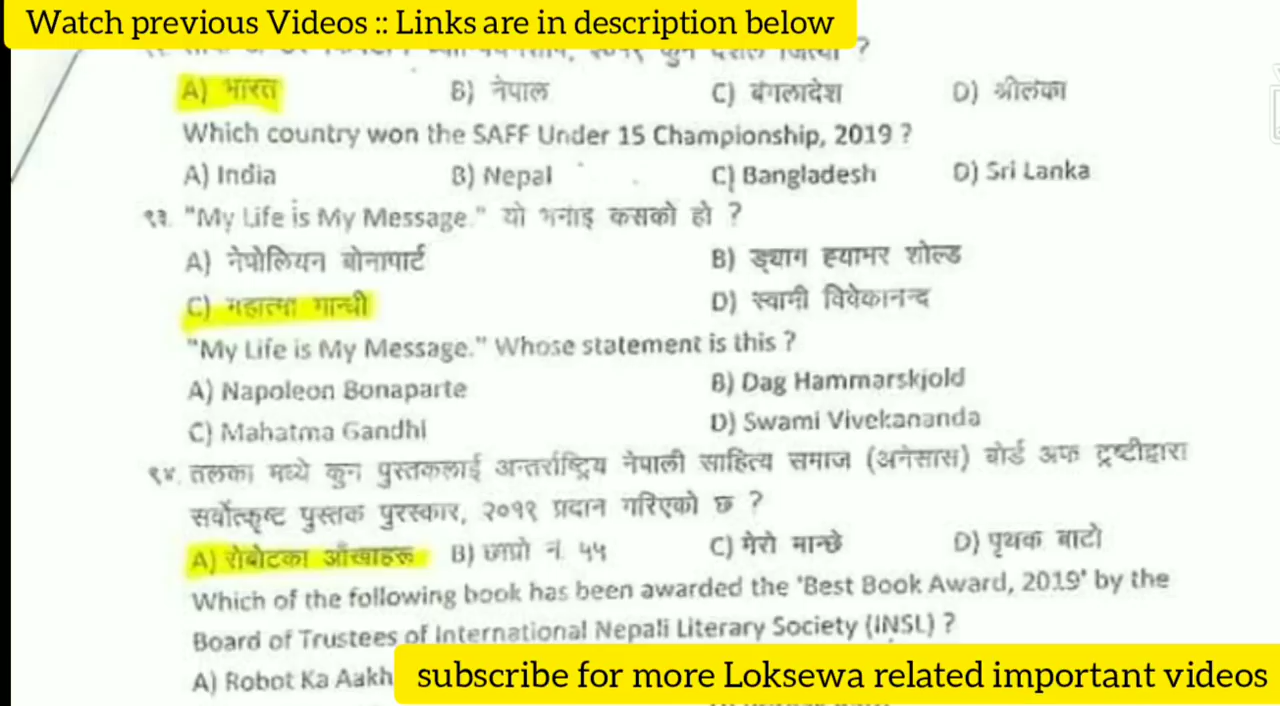 Watch previous Videos :: Links are in description below
?
A) भारत B) नेपाल C) बंगलादेश D) श्रीलंका
Which country won the SAFF Under 15 Championship, 2019 ?
A) India B) Nepal C) Bangladesh D) Sri Lanka
१३. "My Life is My Message." यो भनाइ कसको हो ?
A) नेपोलियन बोनापार्ट B) ड्याग ह्यामर शोल्ड
C) महात्मा गान्धी D) स्वामी विवेकानन्द
"My Life is My Message." Whose statement is this ?
A) Napoleon Bonaparte B) Dag Hammarskjold
C) Mahatma Gandhi D) Swami Vivekananda
१४. तलका मध्ये कुन पुस्तकलाई अन्तर्राष्ट्रिय नेपाली साहित्य समाज (अनेसास) बोर्ड अफ ट्रष्टीद्वारा
सर्वोत्कृष्ट पुस्तक पुरस्कार, २०१९ प्रदान गरिएको छ ?
A) रोबोटका आँखाहरू B) छाप्रो नं. ५५ C) मेरो मान्छे D) पृथक बाटो
Which of the following book has been awarded the 'Best Book Award, 2019' by the
Board of Trustees of International Nepali Literary Society (INSL) ?
A) Robot Ka Aakh
subscribe for more Loksewa related important videos